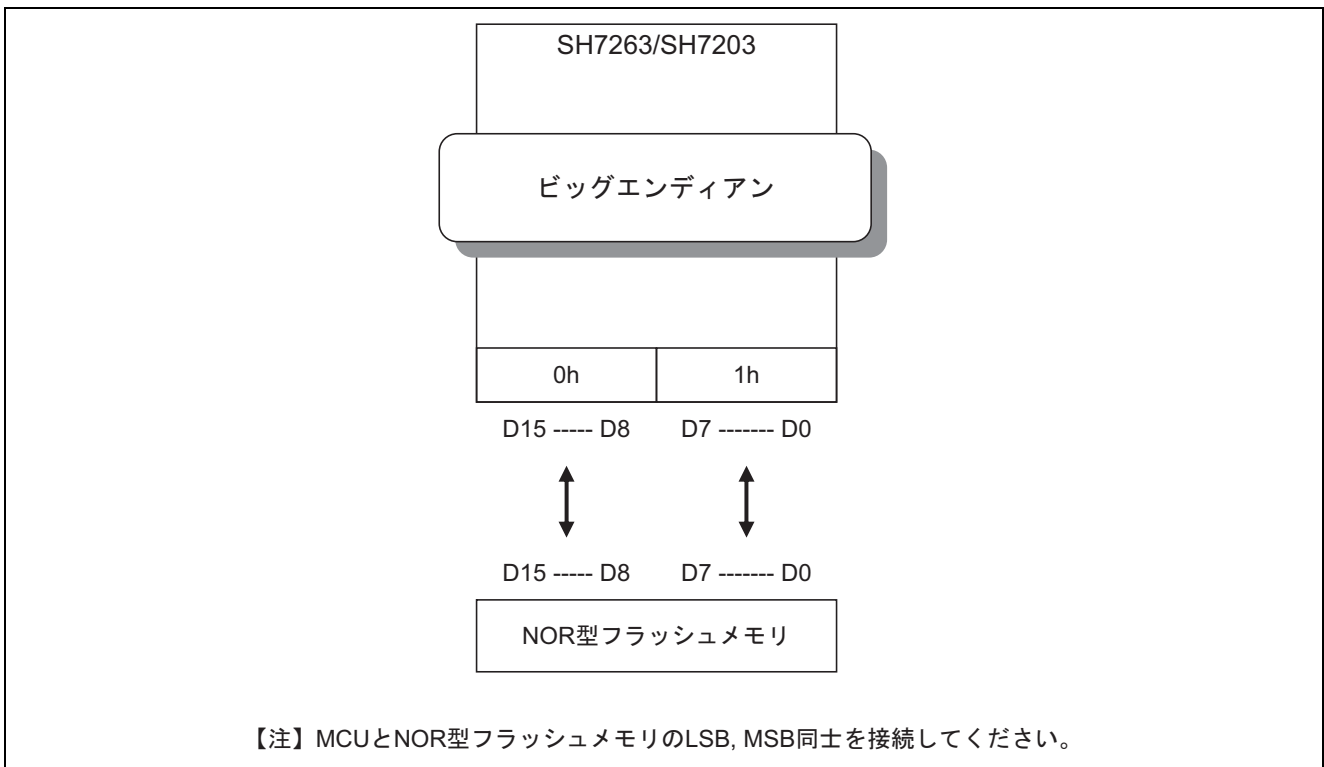 SH7263/SH7203
ビッグエンディアン
0h 1h
D15 ----- D8 D7 ------- D0
D15 ----- D8 D7 ------- D0
NOR型フラッシュメモリ
【注】MCUとNOR型フラッシュメモリのLSB, MSB同士を接続してください。